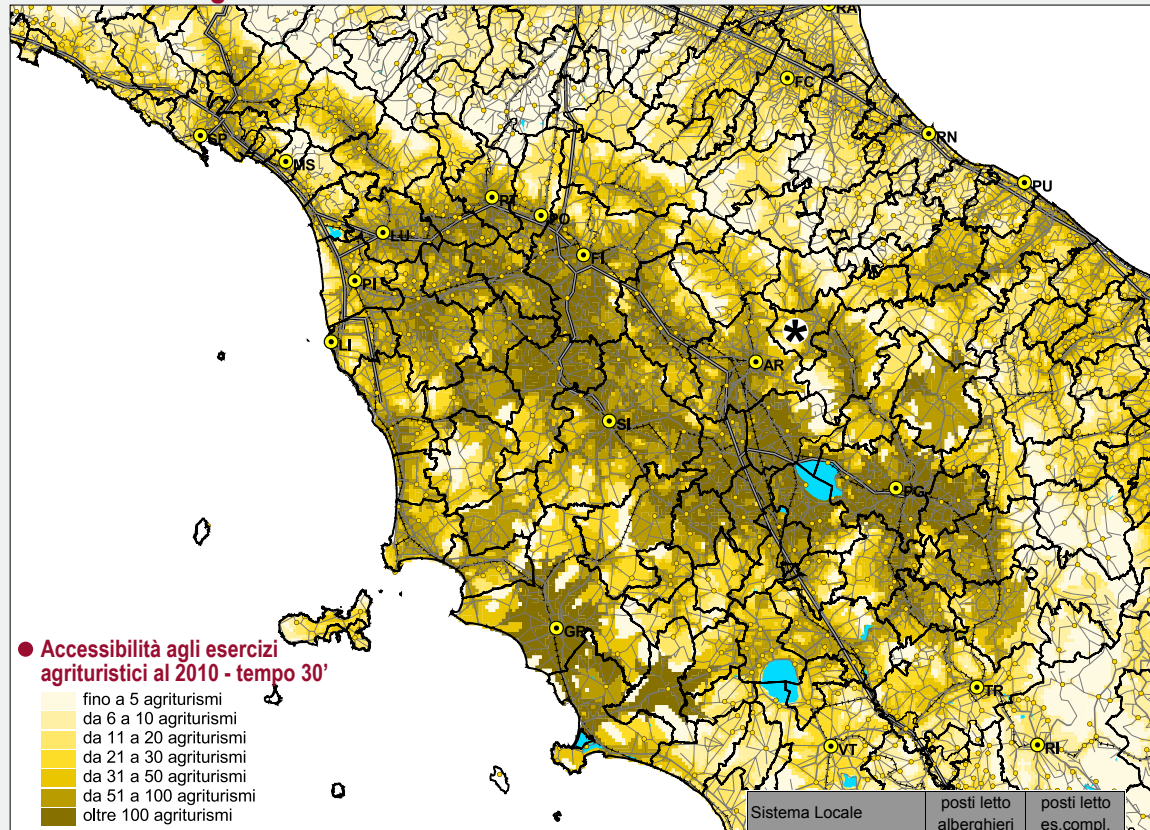 RA
FC
RN
PU
SP
MS
PT
PO
LU
FI
PI
LI
*
AR
SI
PG
GR
TR
VT
RI
● Accessibilità agli esercizi
agrituristici al 2010 - tempo 30’
fino a 5 agriturismi
da 6 a 10 agriturismi
da 11 a 20 agriturismi
da 21 a 30 agriturismi
da 31 a 50 agriturismi
da 51 a 100 agriturismi
oltre 100 agriturismi
Sistema Locale
posti letto
alberghieri
posti letto
es.compl.